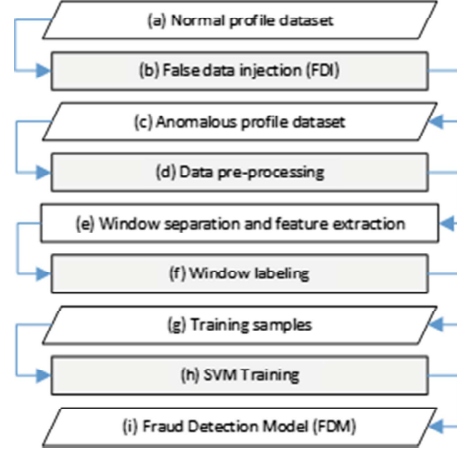 (a) Normal profile dataset
(b) False data injection (FDI)
(c) Anomalous profile dataset
(d) Data pre-processing
(e) Window separation and feature extraction
(f) Window labeling
(g) Training samples
(h) SVM Training
(i) Fraud Detection Model (FDM)